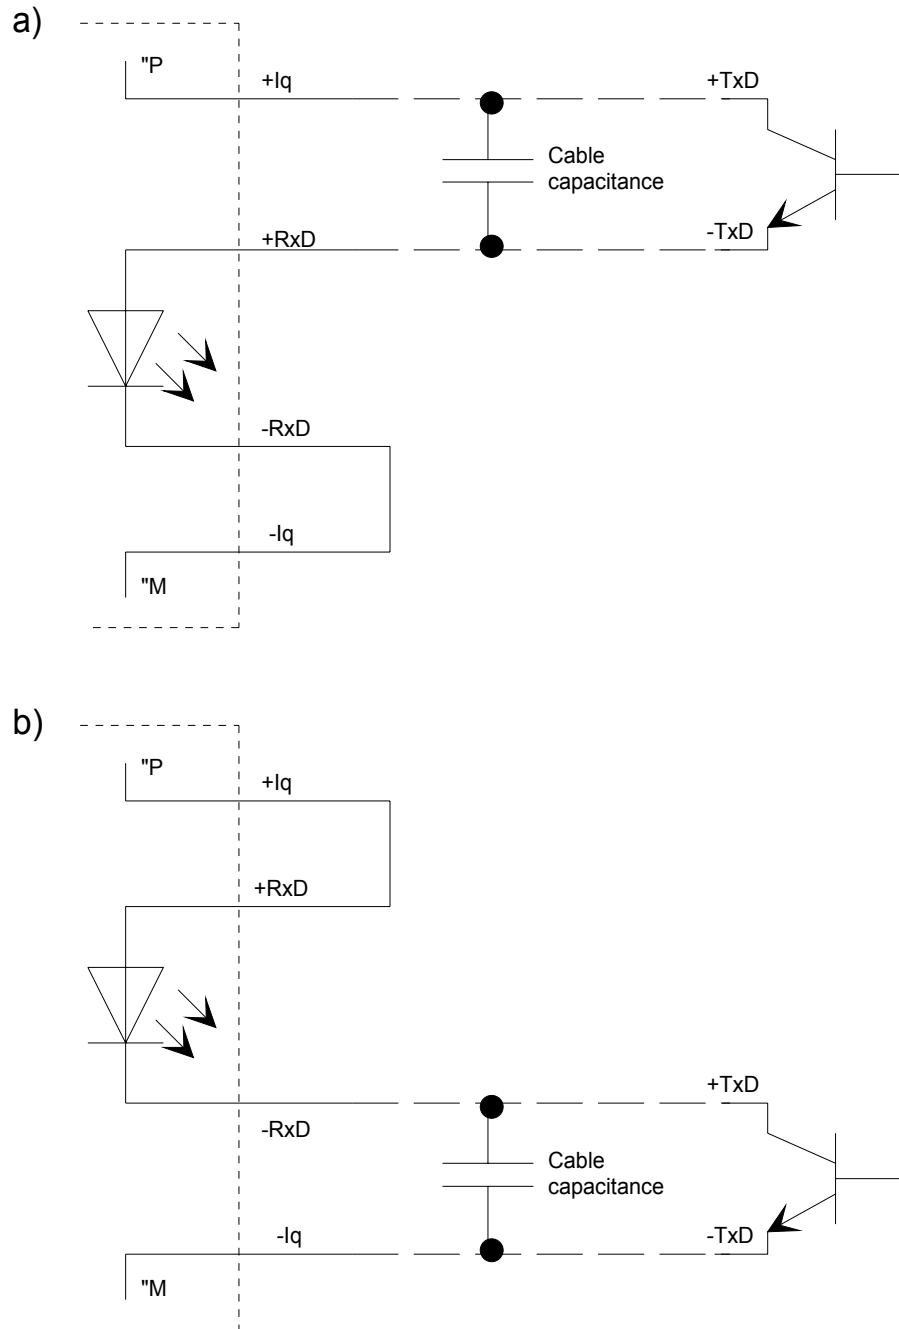 a)
"P
+Iq
+TxD
Cable
capacitance
+RxD
-TxD
-RxD
-Iq
"M
b)
"P
+Iq
+RxD
+TxD
-RxD
Cable
capacitance
-Iq
-TxD
"M